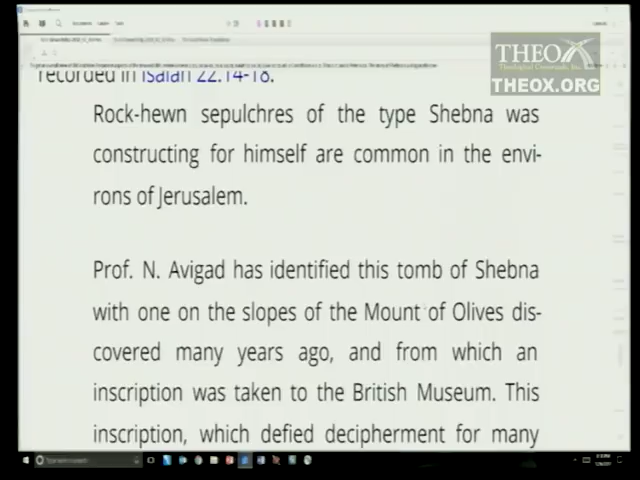 THEOX
THEOX.ORG
recorded in Isaiah 22.14-18.
Rock-hewn sepulchres of the type Shebna was
constructing for himself are common in the envi-
rons of Jerusalem.
Prof. N. Avigad has identified this tomb of Shebna
with one on the slopes of the Mount of Olives dis-
covered many years ago, and from which an
inscription was taken to the British Museum. This
inscription, which defied decipherment for many